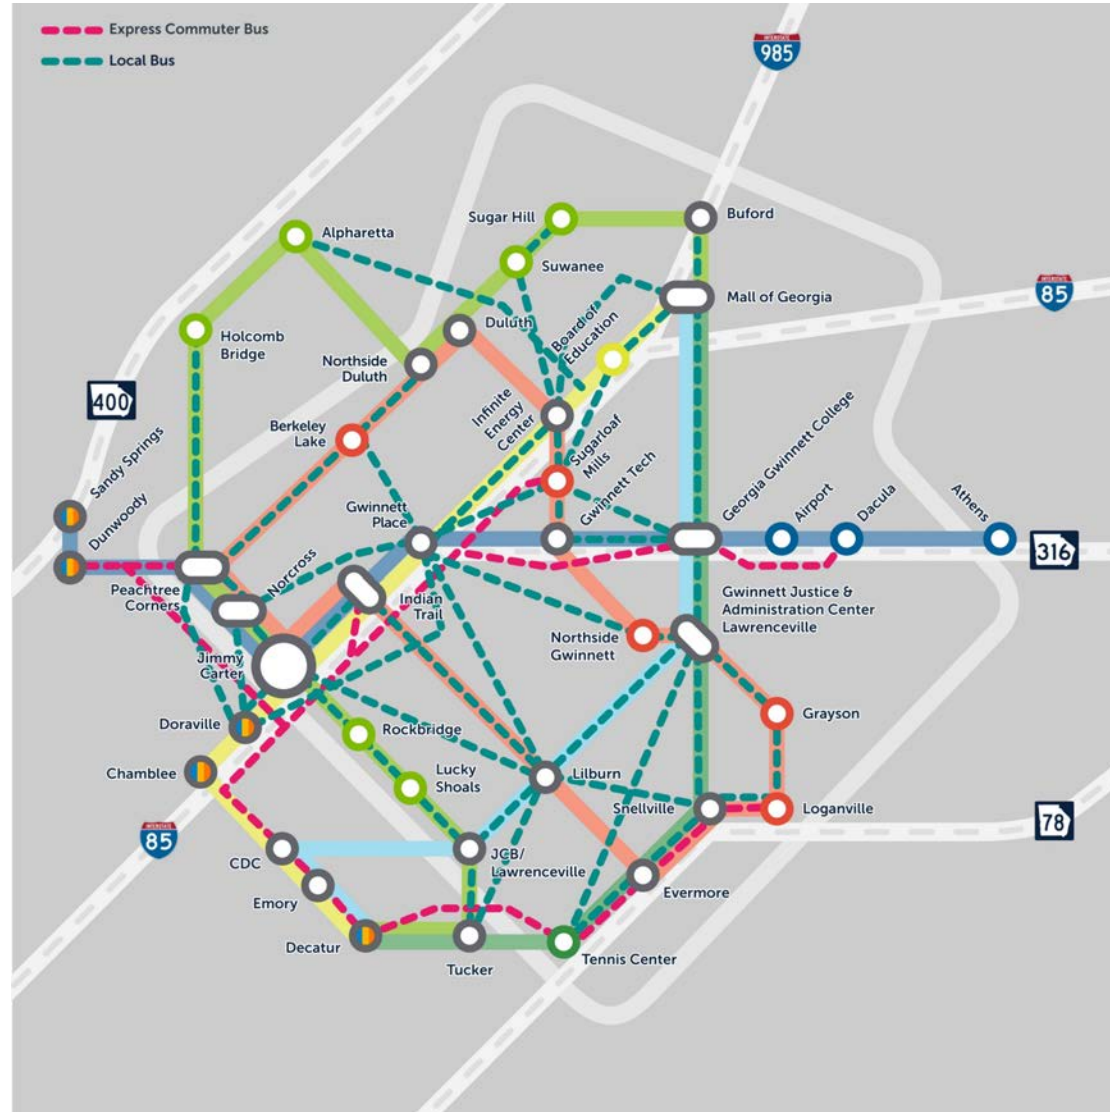 Express Commuter Bus
Local Bus
INTERSTATE
985
Sugar Hill
Buford
Alpharetta
Suwanee
INTERSTATE
85
Mall of Georgia
Duluth
Board of
Education
Holcomb
Bridge
Northside
Duluth
400
Berkeley
Lake
Infinite
Energy
Center
Sugarloaf
Mills
Sandy Springs
Dunwoody
Gwinnett
Place
Gwinnett Tech
Georgia Gwinnett College
Airport
Dacula
Athens
316
Peachtree
Corners
Norcross
Indian
Trail
Gwinnett Justice &
Administration Center
Lawrenceville
Northside
Gwinnett
Jimmy
Carter
Grayson
Doraville
Rockbridge
Chamblee
Lucky
Shoals
Lilburn
Snellville
Loganville
INTERSTATE
85
78
CDC
JCB/
Lawrenceville
Emory
Evermore
Decatur
Tucker
Tennis Center